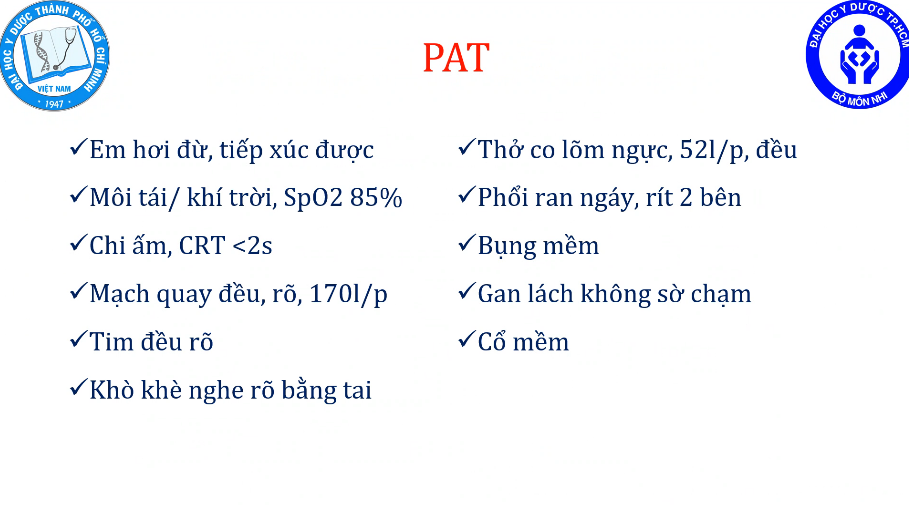 ĐẠI HỌC Y DƯỢC THÀNH PHỐ HỒ CHÍ MINH
VIỆT NAM
1947
ĐẠI HỌC Y DƯỢC TP.HCM
BỘ MÔN NHI
PAT
✓Em hơi đừ, tiếp xúc được
✓Môi tái/ khí trời, SpO2 85%
✓Chi ấm, CRT <2s
✓Mạch quay đều, rõ, 170l/p
✓Tim đều rõ
✓Khò khè nghe rõ bằng tai
✓Thở co lõm ngực, 52l/p, đều
✓Phổi ran ngáy, rít 2 bên
✓Bụng mềm
✓Gan lách không sờ chạm
✓Cổ mềm